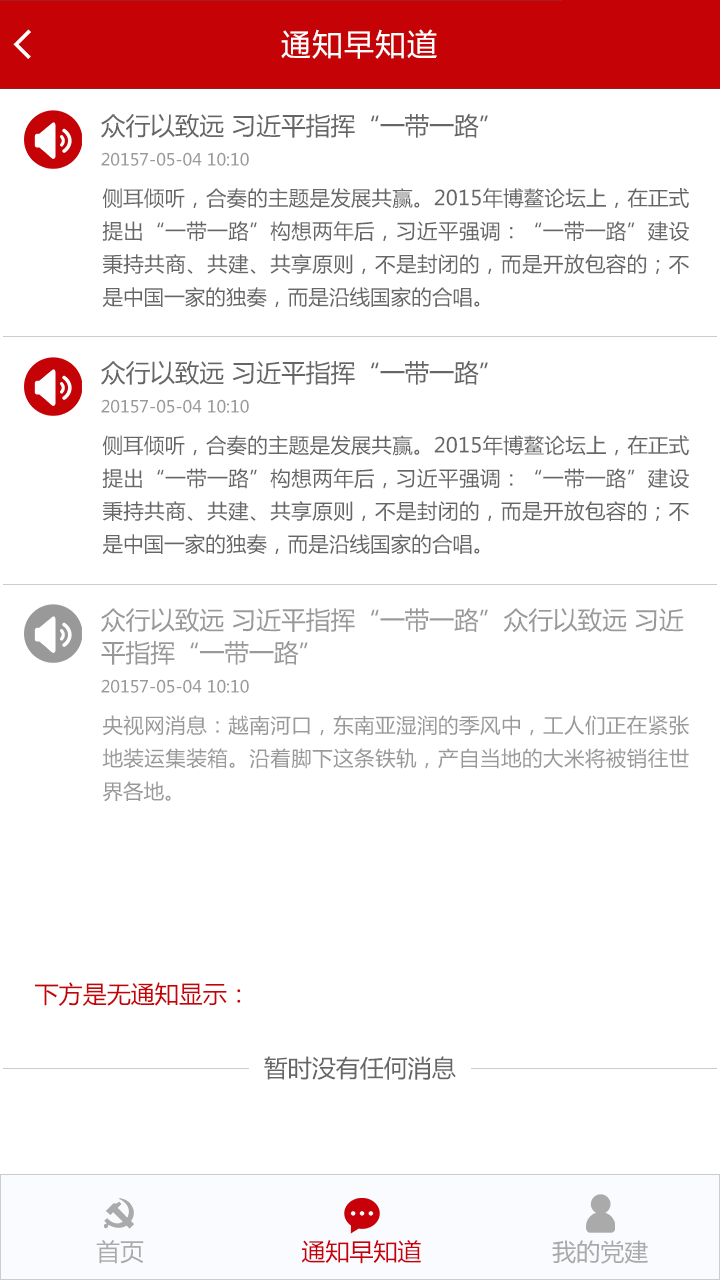 通知早知道
众行以致远 习近平指挥“一带一路”
20157-05-04 10:10
侧耳倾听，合奏的主题是发展共赢。2015年博鳌论坛上，在正式
提出“一带一路”构想两年后，习近平强调：“一带一路”建设
秉持共商、共建、共享原则，不是封闭的，而是开放包容的；不
是中国一家的独奏，而是沿线国家的合唱。
众行以致远 习近平指挥“一带一路”
20157-05-04 10:10
侧耳倾听，合奏的主题是发展共赢。2015年博鳌论坛上，在正式
提出“一带一路”构想两年后，习近平强调：“一带一路”建设
秉持共商、共建、共享原则，不是封闭的，而是开放包容的；不
是中国一家的独奏，而是沿线国家的合唱。
众行以致远 习近平指挥“一带一路”众行以致远 习近
平指挥“一带一路”
20157-05-04 10:10
央视网消息：越南河口，东南亚湿润的季风中，工人们正在紧张
地装运集装箱。沿着脚下这条铁轨，产自当地的大米将被销往世
界各地。
下方是无通知显示：
暂时没有任何消息
首页
通知早知道
我的党建